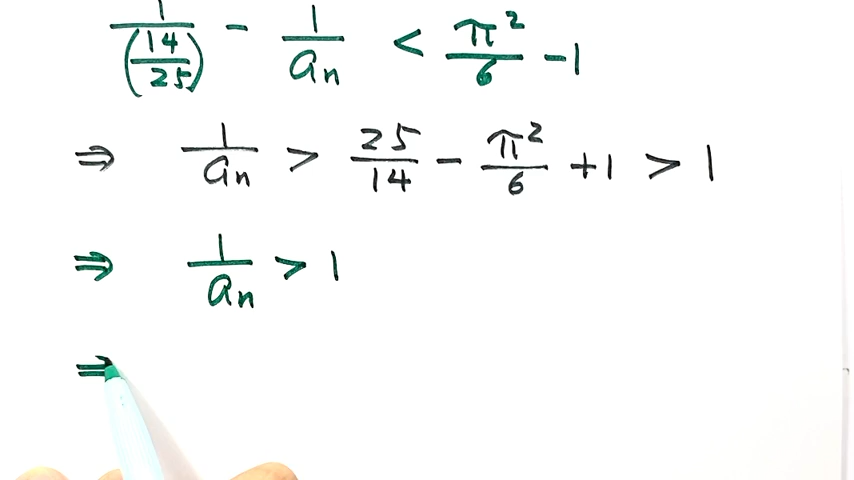 1/(14/25) - 1/aₙ < π²/6 - 1
⇒ 1/aₙ > 25/14 - π²/6 + 1 > 1
⇒ 1/aₙ > 1
⇒